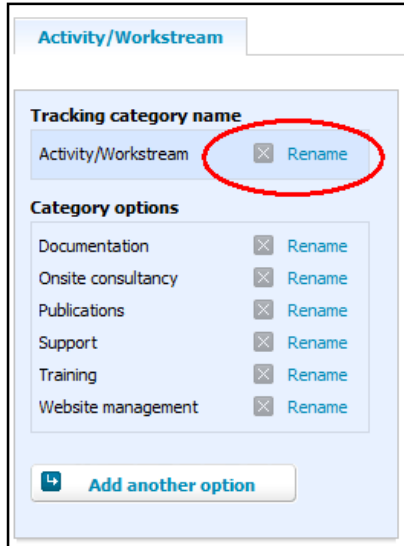 Activity/Workstream
Tracking category name
Activity/Workstream Rename
Category options
Documentation Rename
Onsite consultancy Rename
Publications Rename
Support Rename
Training Rename
Website management Rename
Add another option